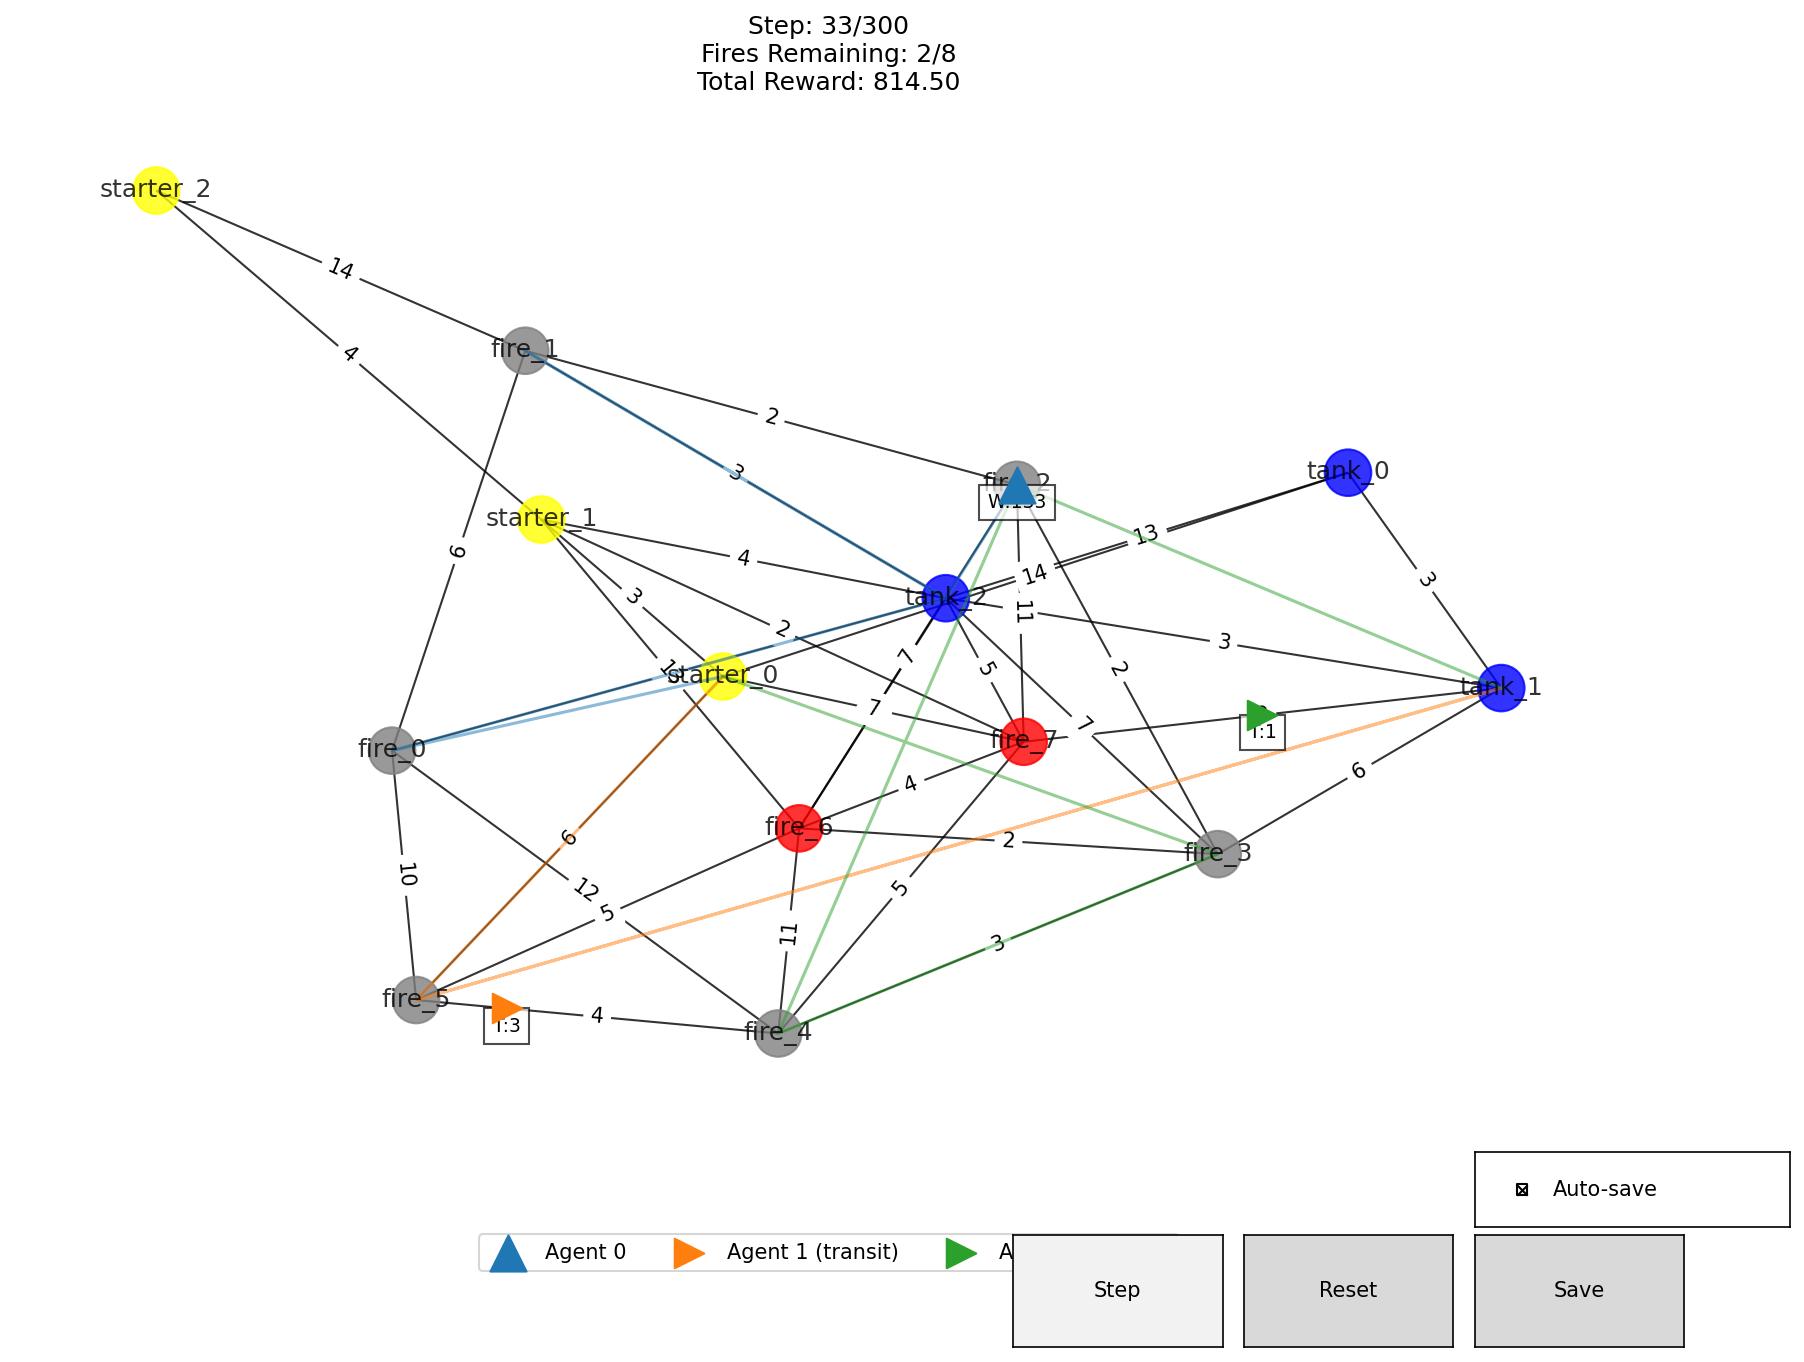 Step: 33/300
Fires Remaining: 2/8
Total Reward: 814.50
starter_2
14
4
fire_1
2
3
tank_0
fire_2
W:133
starter_1
13
6
4
14
3
11
tank_2
3
2
3
7
5
2
starter_0
tank_1
7
7
T:1
fire_0
fire_7
4
6
fire_6
2
fire_3
6
10
12
5
5
11
3
fire_5
4
T:3
fire_4
Auto-save
Agent 0
Agent 1 (transit)
Step
Reset
Save